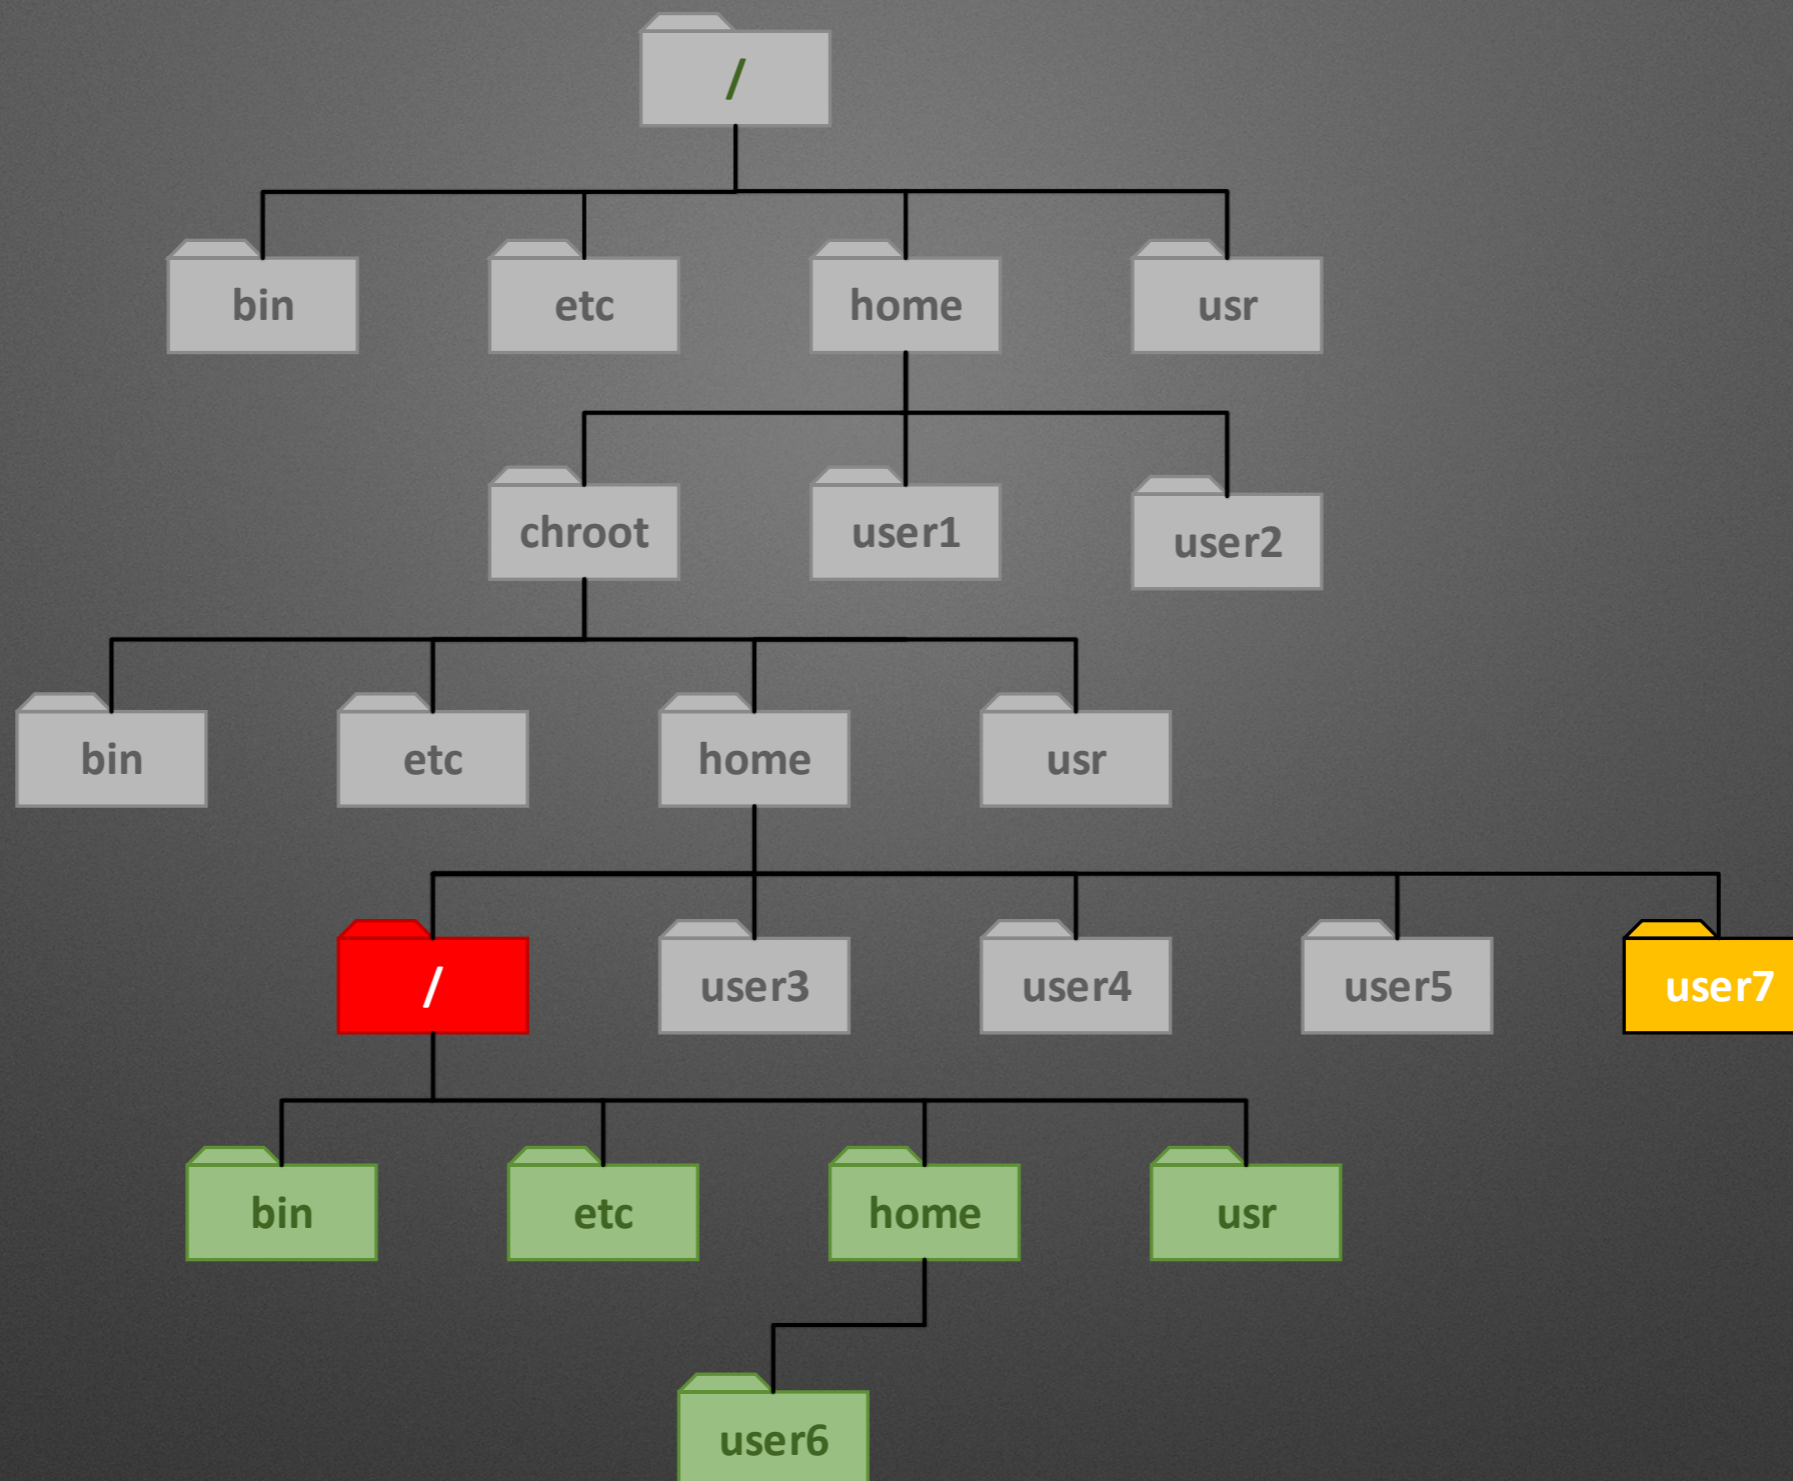 /
bin
etc
home
usr
chroot
user1
user2
bin
etc
home
usr
/
user3
user4
user5
user7
bin
etc
home
usr
user6